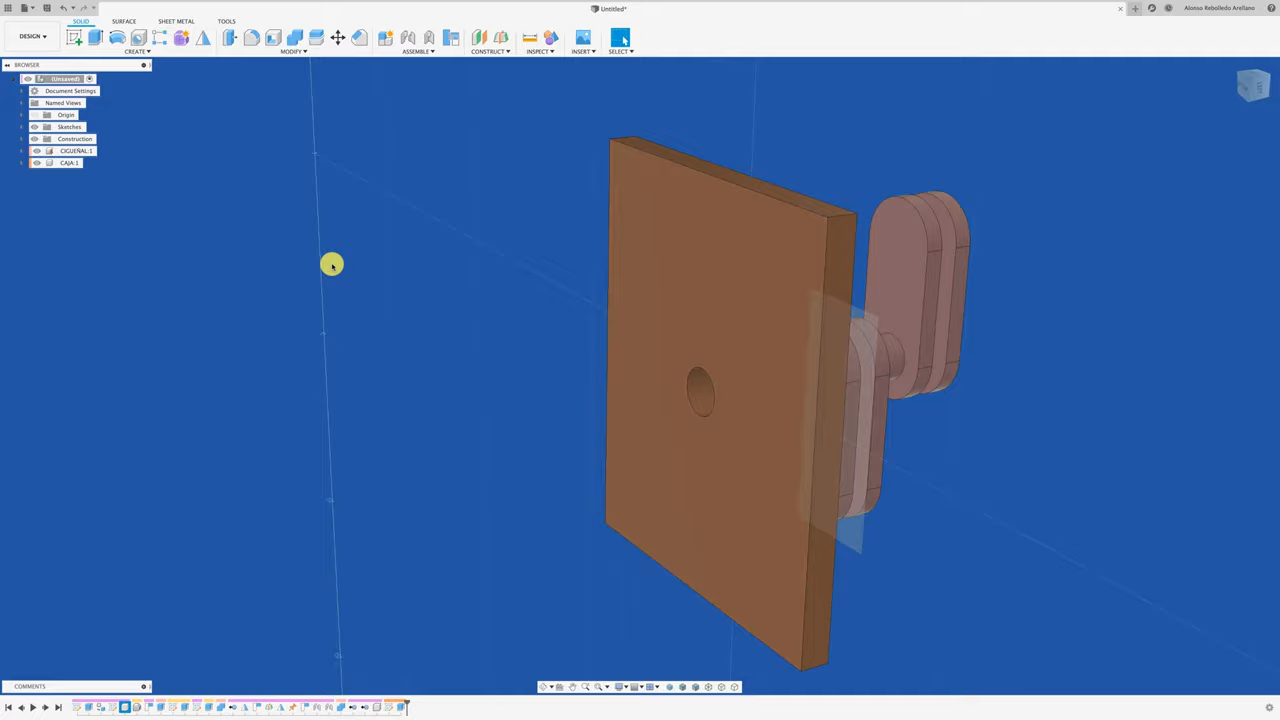 Untitled*
Alonso Rebolledo Arellano
DESIGN
SOLID SURFACE SHEET METAL TOOLS
CREATE MODIFY ASSEMBLE CONSTRUCT INSPECT INSERT SELECT
BROWSER
(Unsaved)
Document Settings
Named Views
Origin
Sketches
Construction
CIGUEÑAL:1
CAJA:1
COMMENTS